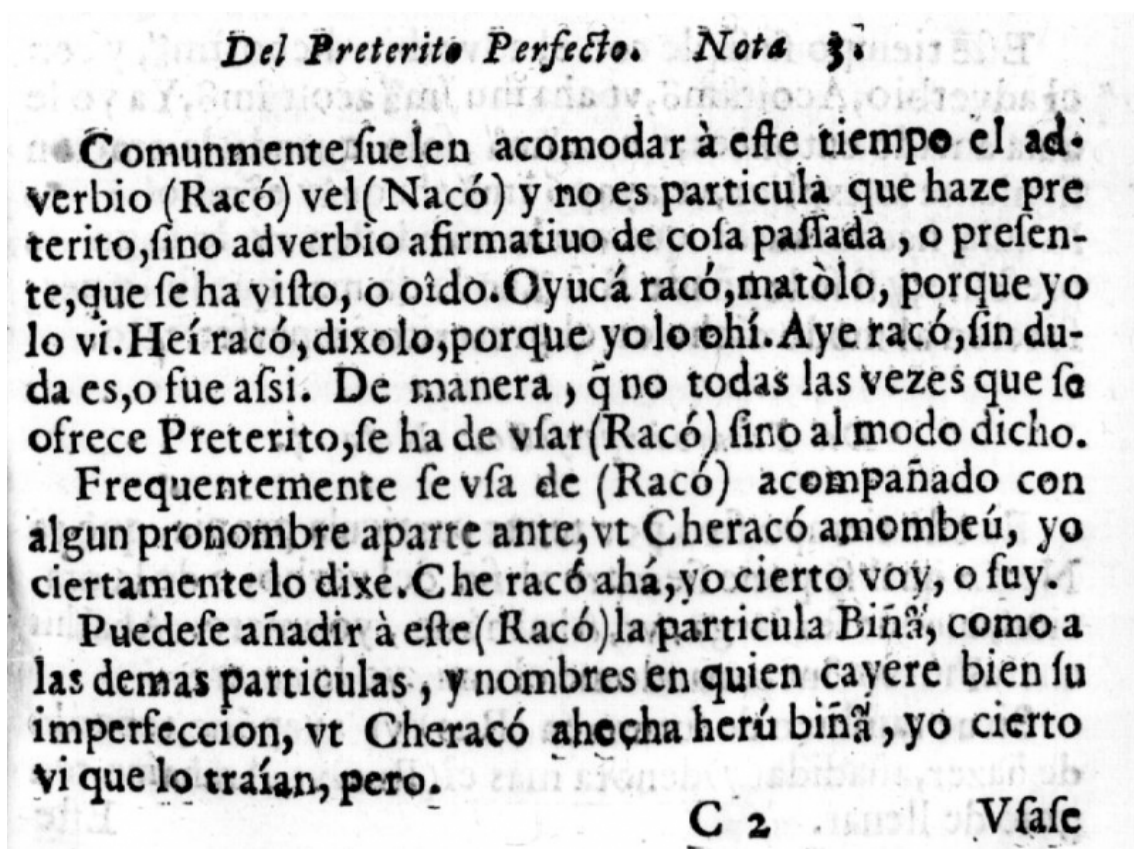 Del Preterito Perfecto. Nota 3.
Comunmente ſuelen acomodar à eſte tiempo el ad-
verbio (Racó) vel (Nacó) y no es particula que haze pre
terito, ſino adverbio afirmatiuo de coſa paſſada, o preſen-
te, que ſe ha viſto, o oìdo. Oyucá racó, matòlo, porque yo
lo vi. Heí racó, dixolo, porque yo lo ohí. Aye racó, ſin du-
da es, o fue aſsi. De manera, q̄ no todas las vezes que ſe
ofrece Preterito, ſe ha de vſar (Racó) ſino al modo dicho.
Frequentemente ſe vſa de (Racó) acompañado con
algun pronombre aparte ante, vt Cheracó amombeú, yo
ciertamente lo dixe. Che racó ahá, yo cierto voy, o fuy.
Puedeſe añadir à eſte (Racó) la particula Biñã, como a
las demas particulas, y nombres en quien cayere bien ſu
imperfeccion, vt Cheracó ahecha herú biñã, yo cierto
vi que lo traían, pero.
C 2 Vſaſe